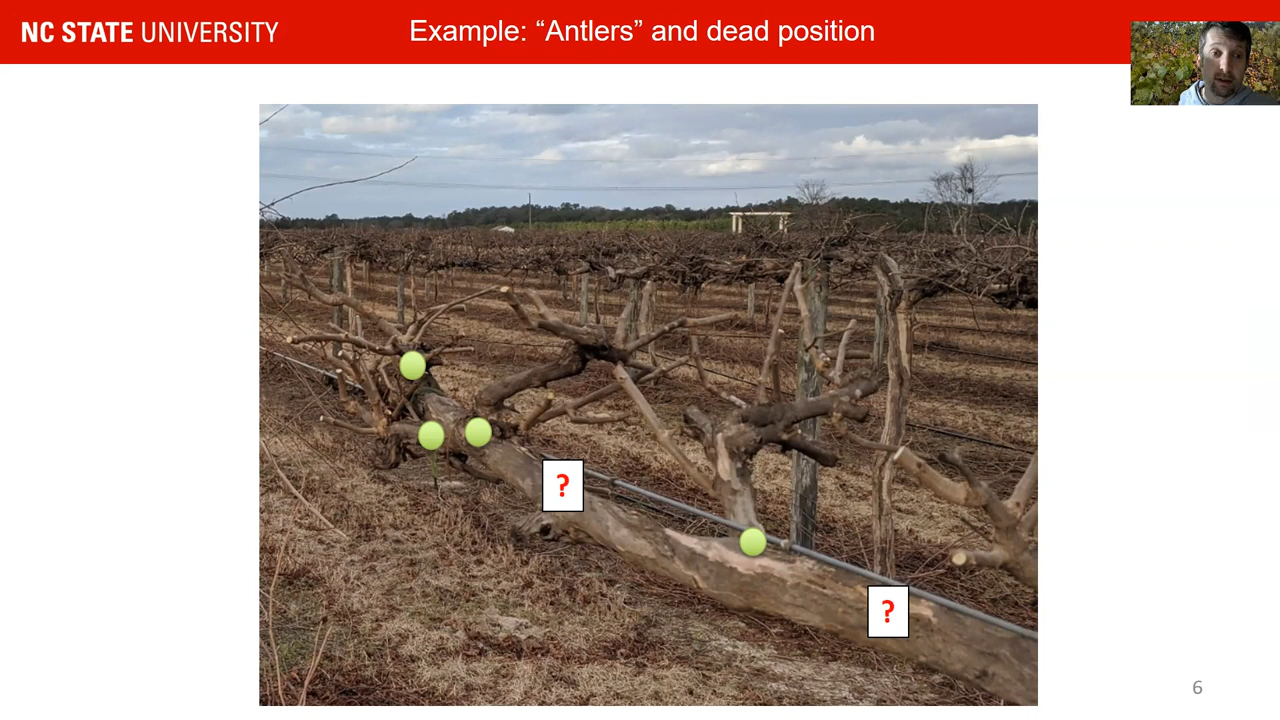 NC STATE UNIVERSITY
Example: “Antlers” and dead position
?
?
6